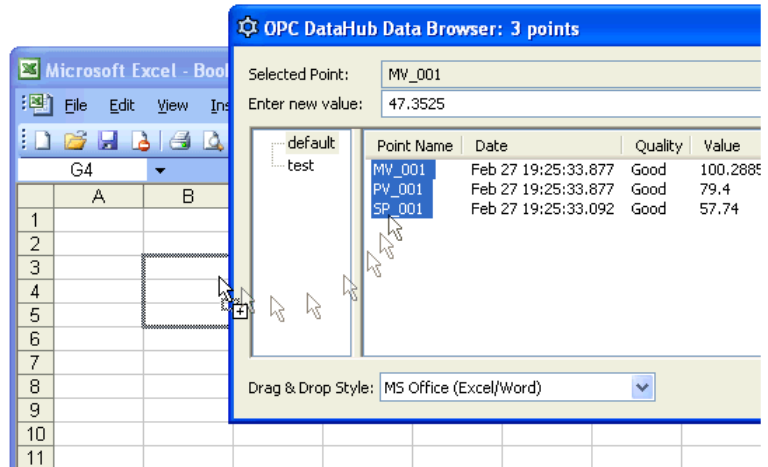 OPC DataHub Data Browser: 3 points
Microsoft Excel - Book
Selected Point: MV_001
File Edit View Ins
Enter new value: 47.3525
default
test
Point Name Date Quality Value
MV_001 Feb 27 19:25:33.877 Good 100.2885
PV_001 Feb 27 19:25:33.877 Good 79.4
SP_001 Feb 27 19:25:33.092 Good 57.74
G4
A B
1
2
3
4
5
6
7
8
9
10
11
Drag & Drop Style: MS Office (Excel/Word)